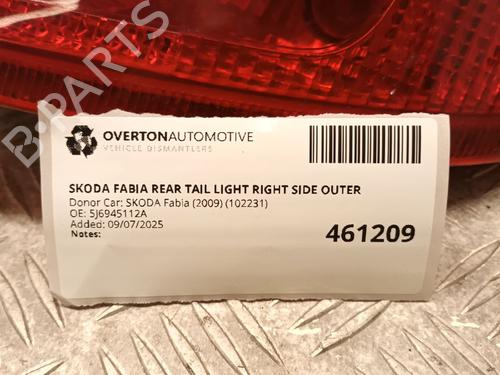 B-PARTS
OVERTONAUTOMOTIVE
VEHICLE DISMANTLERS
SKODA FABIA REAR TAIL LIGHT RIGHT SIDE OUTER
Donor Car: SKODA Fabia (2009) (102231)
OE: 5J6945112A
Added: 09/07/2025
Notes:
461209